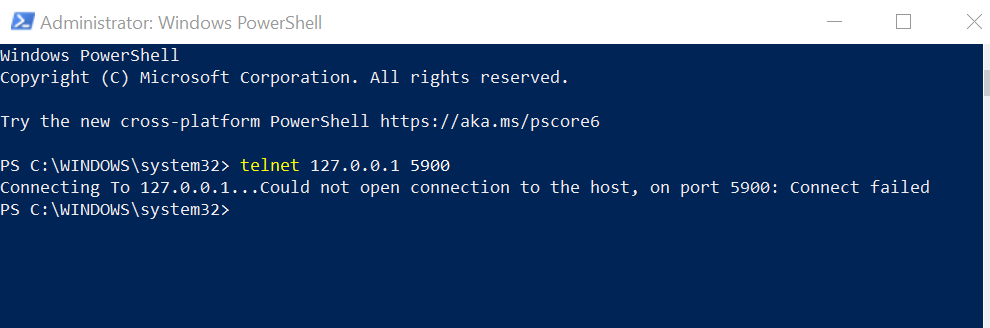 Administrator: Windows PowerShell
Windows PowerShell
Copyright (C) Microsoft Corporation. All rights reserved.
Try the new cross-platform PowerShell https://aka.ms/pscore6
PS C:\WINDOWS\system32> telnet 127.0.0.1 5900
Connecting To 127.0.0.1...Could not open connection to the host, on port 5900: Connect failed
PS C:\WINDOWS\system32>